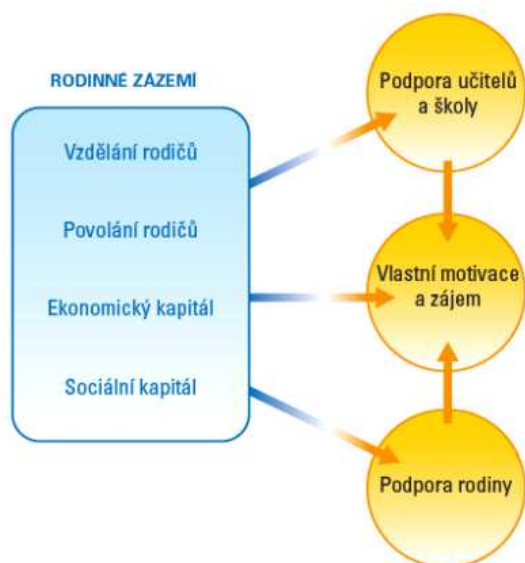 RODINNÉ ZÁZEMÍ
Vzdělání rodičů
Povolání rodičů
Ekonomický kapitál
Sociální kapitál
Podpora učitelů
a školy
Vlastní motivace
a zájem
Podpora rodiny